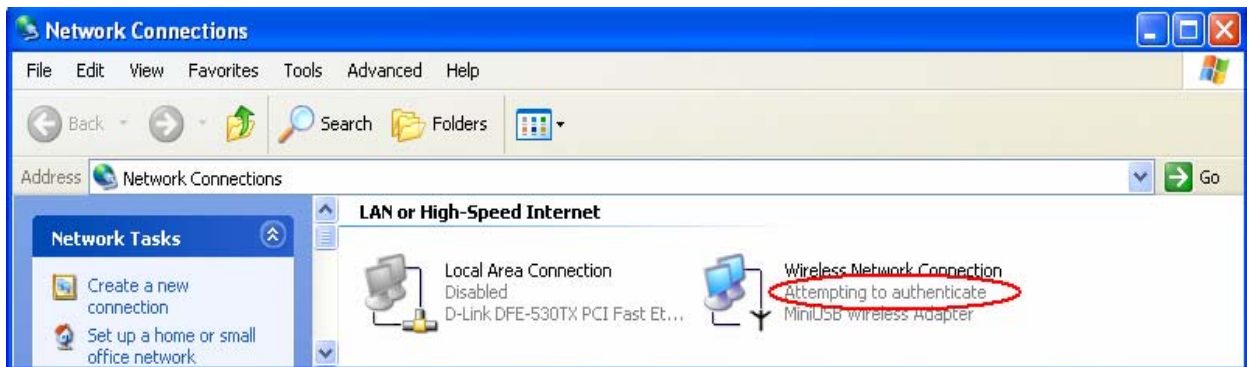 Network Connections
File Edit View Favorites Tools Advanced Help
Back Search Folders
Address Network Connections Go
Network Tasks
Create a new
connection
Set up a home or small
office network
LAN or High-Speed Internet
Local Area Connection
Disabled
D-Link DFE-530TX PCI Fast Et...
Wireless Network Connection
Attempting to authenticate
MiniUSB Wireless Adapter